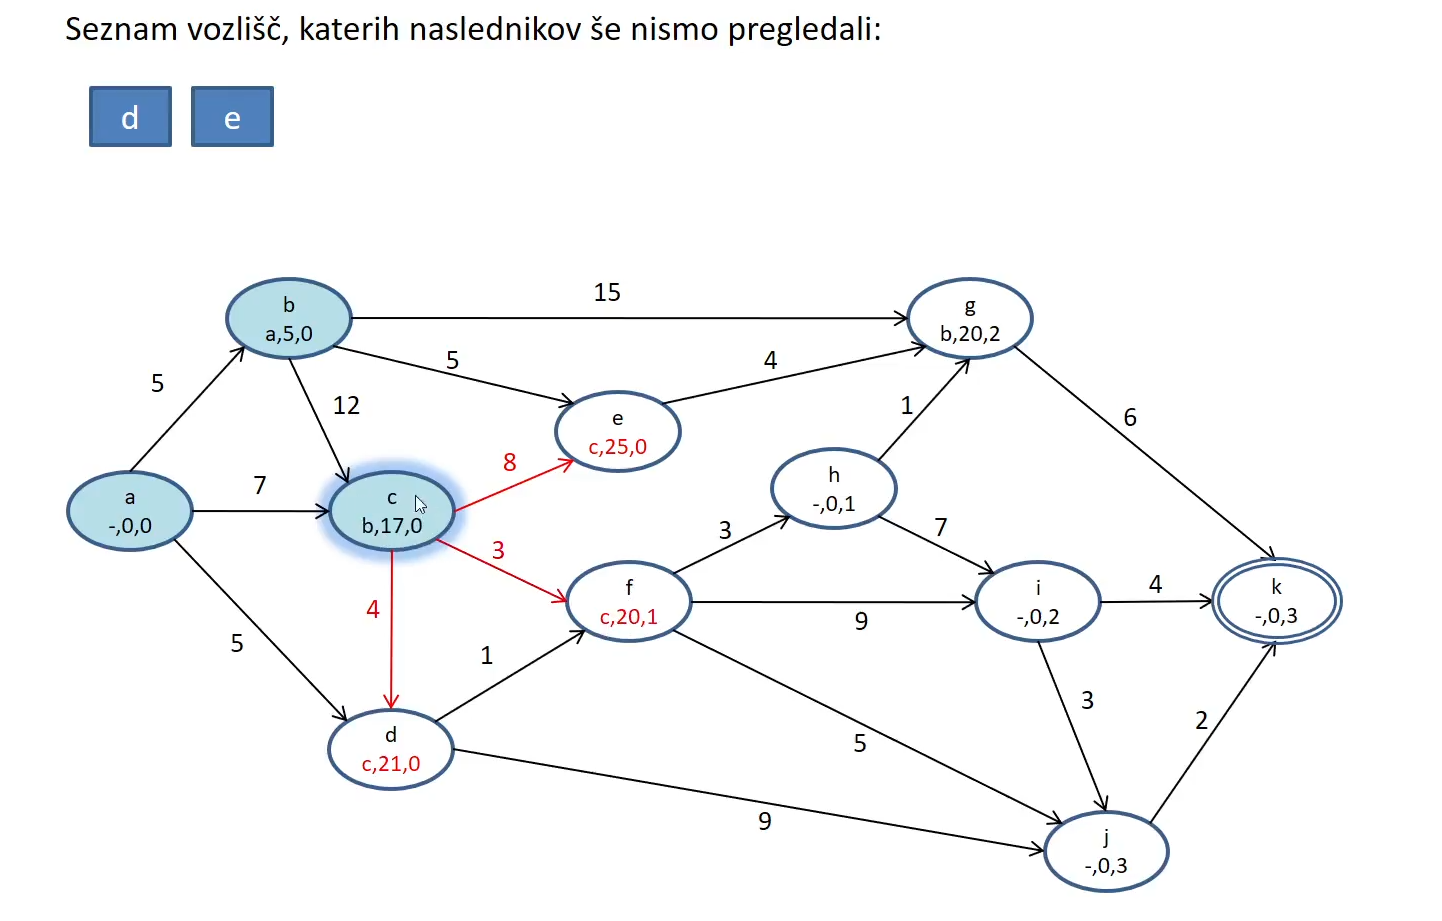 Seznam vozlišč, katerih naslednikov še nismo pregledali:
d e
15
b
a,5,0
g
b,20,2
5
4
5
12
1
6
e
c,25,0
8
7
h
-,0,1
a
-,0,0
c
b,17,0
3
3
7
4
f
c,20,1
9
i
-,0,2
4
k
-,0,3
5
1
3
2
d
c,21,0
5
9
j
-,0,3